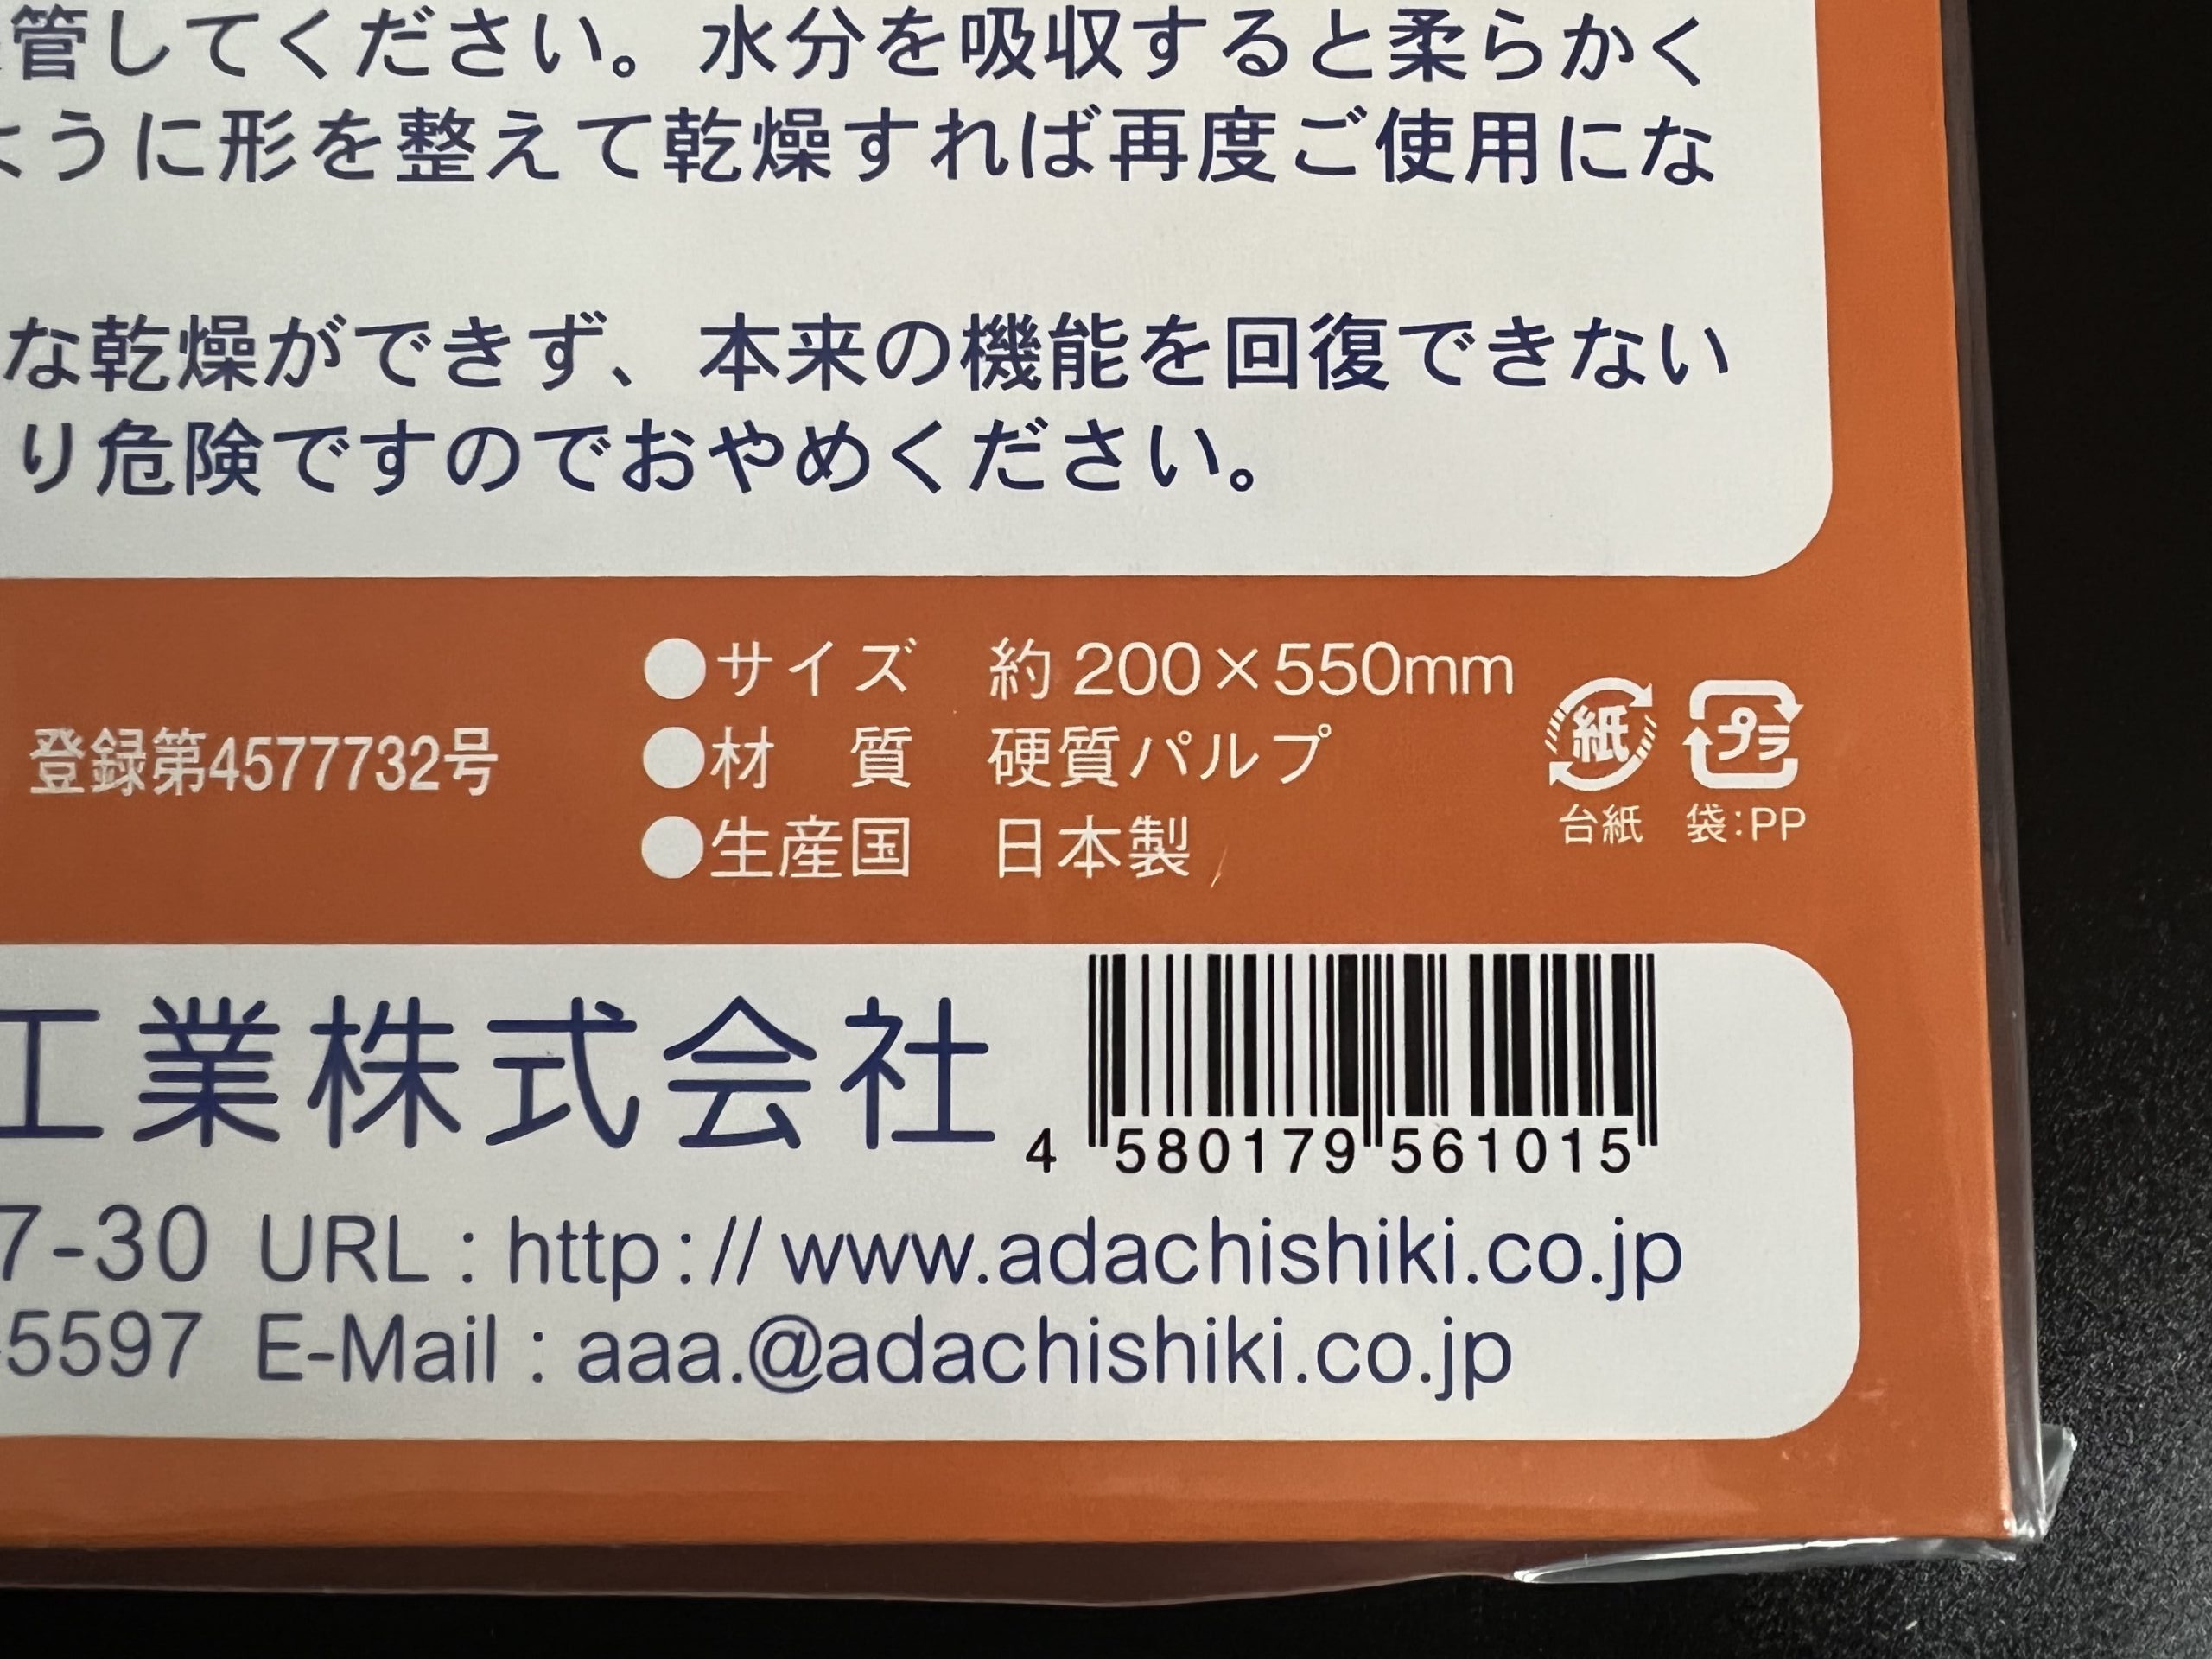 管してください。水分を吸収すると柔らかく
ように形を整えて乾燥すれば再度ご使用にな
な乾燥ができず、本来の機能を回復できない
り危険ですのでおやめください。
●サイズ 約200×550mm
登録第4577732号 ●材 質 硬質パルプ
●生産国 日本製
紙 プラ
台紙 袋:PP
工業株式会社
4 580179 561015
7-30 URL : http://www.adachishiki.co.jp
5597 E-Mail : aaa.@adachishiki.co.jp